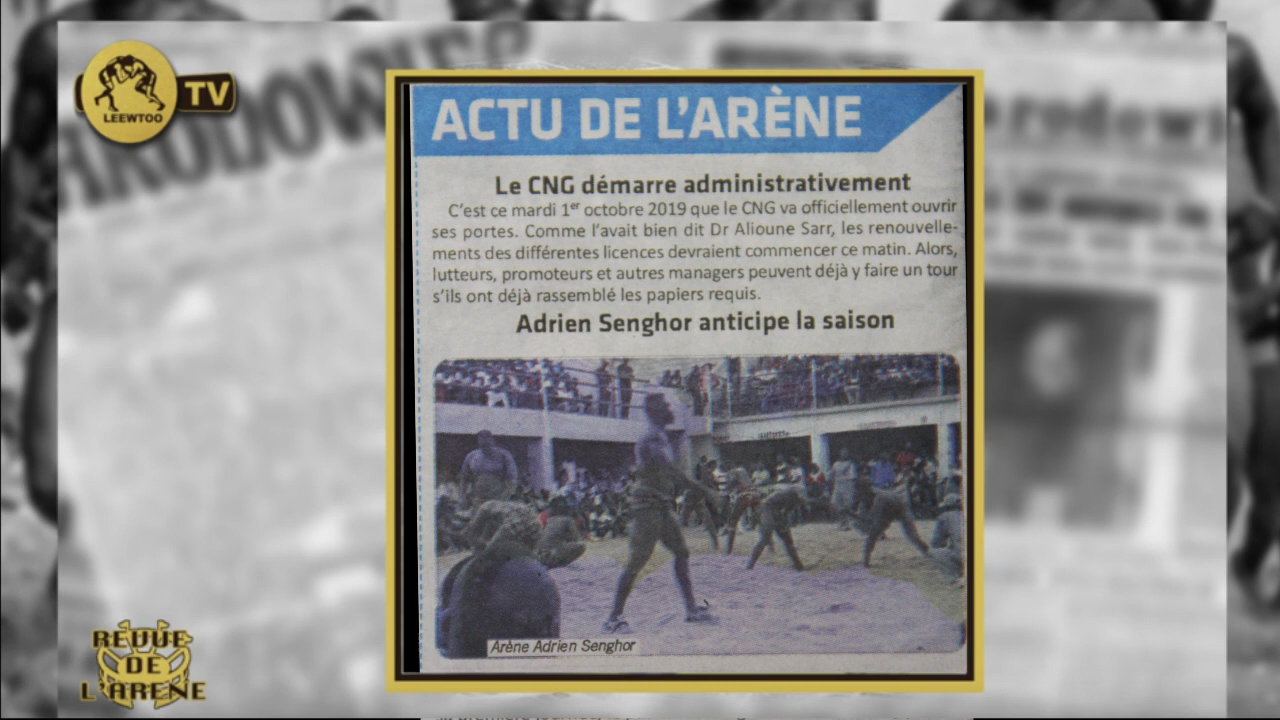 LEEWTOO
TV
ACTU DE L'ARÈNE
Le CNG démarre administrativement
C'est ce mardi 1er octobre 2019 que le CNG va officiellement ouvrir
ses portes. Comme l'avait bien dit Dr Alioune Sarr, les renouvelle-
ments des différentes licences devraient commencer ce matin. Alors,
lutteurs, promoteurs et autres managers peuvent déjà y faire un tour
s'ils ont déjà rassemblé les papiers requis.
Adrien Senghor anticipe la saison
Arène Adrien Senghor
REVUE
DE
L'ARENE